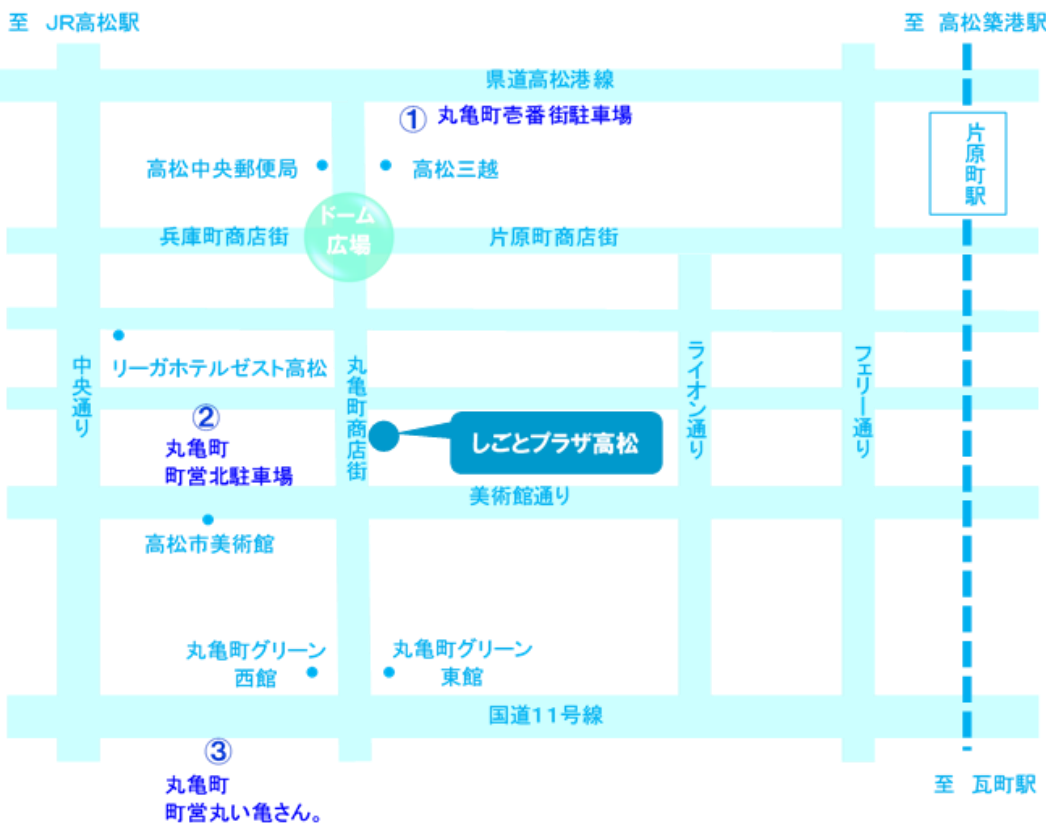 至 JR高松駅
至 高松築港駅
県道高松港線
① 丸亀町壱番街駐車場
片原町駅
高松中央郵便局
高松三越
ドーム
広場
兵庫町商店街
片原町商店街
中央通り
リーガホテルゼスト高松
丸亀町商店街
ライオン通り
フェリー通り
②
丸亀町
町営北駐車場
しごとプラザ高松
美術館通り
高松市美術館
丸亀町グリーン
西館
丸亀町グリーン
東館
国道11号線
③
丸亀町
町営丸い亀さん。
至 瓦町駅